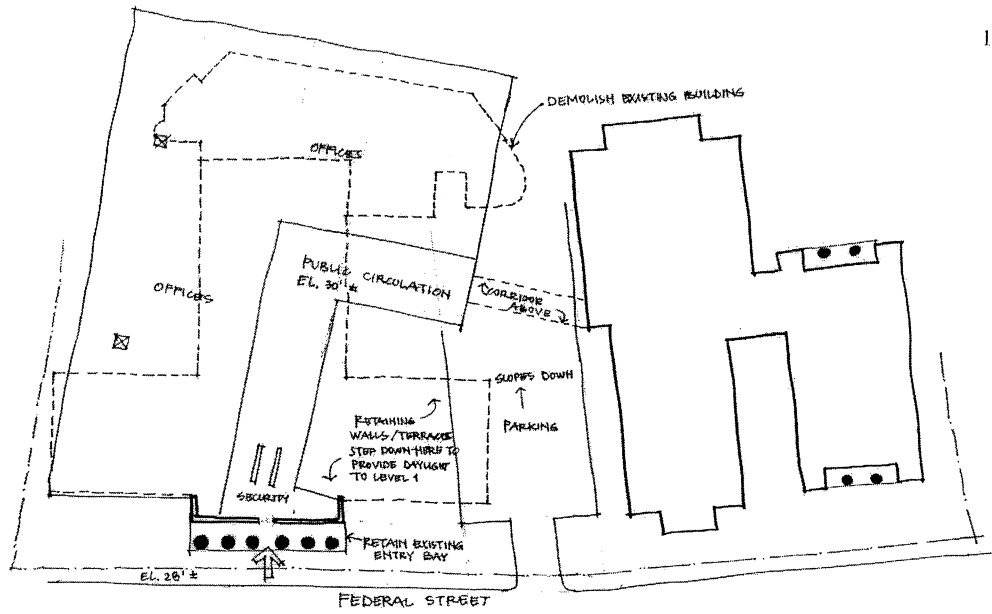 1
DEMOLISH EXISTING BUILDING
OFFICES
PUBLIC CIRCULATION
EL. 30' ±
CORRIDOR
ABOVE
OFFICES
SLOPES DOWN
PARKING
RETAINING
WALLS/TERRACES
STEP DOWN HERE TO
PROVIDE DAYLIGHT
TO LEVEL 1
SECURITY
RETAIN EXISTING
ENTRY BAY
EL. 28' ±
FEDERAL STREET